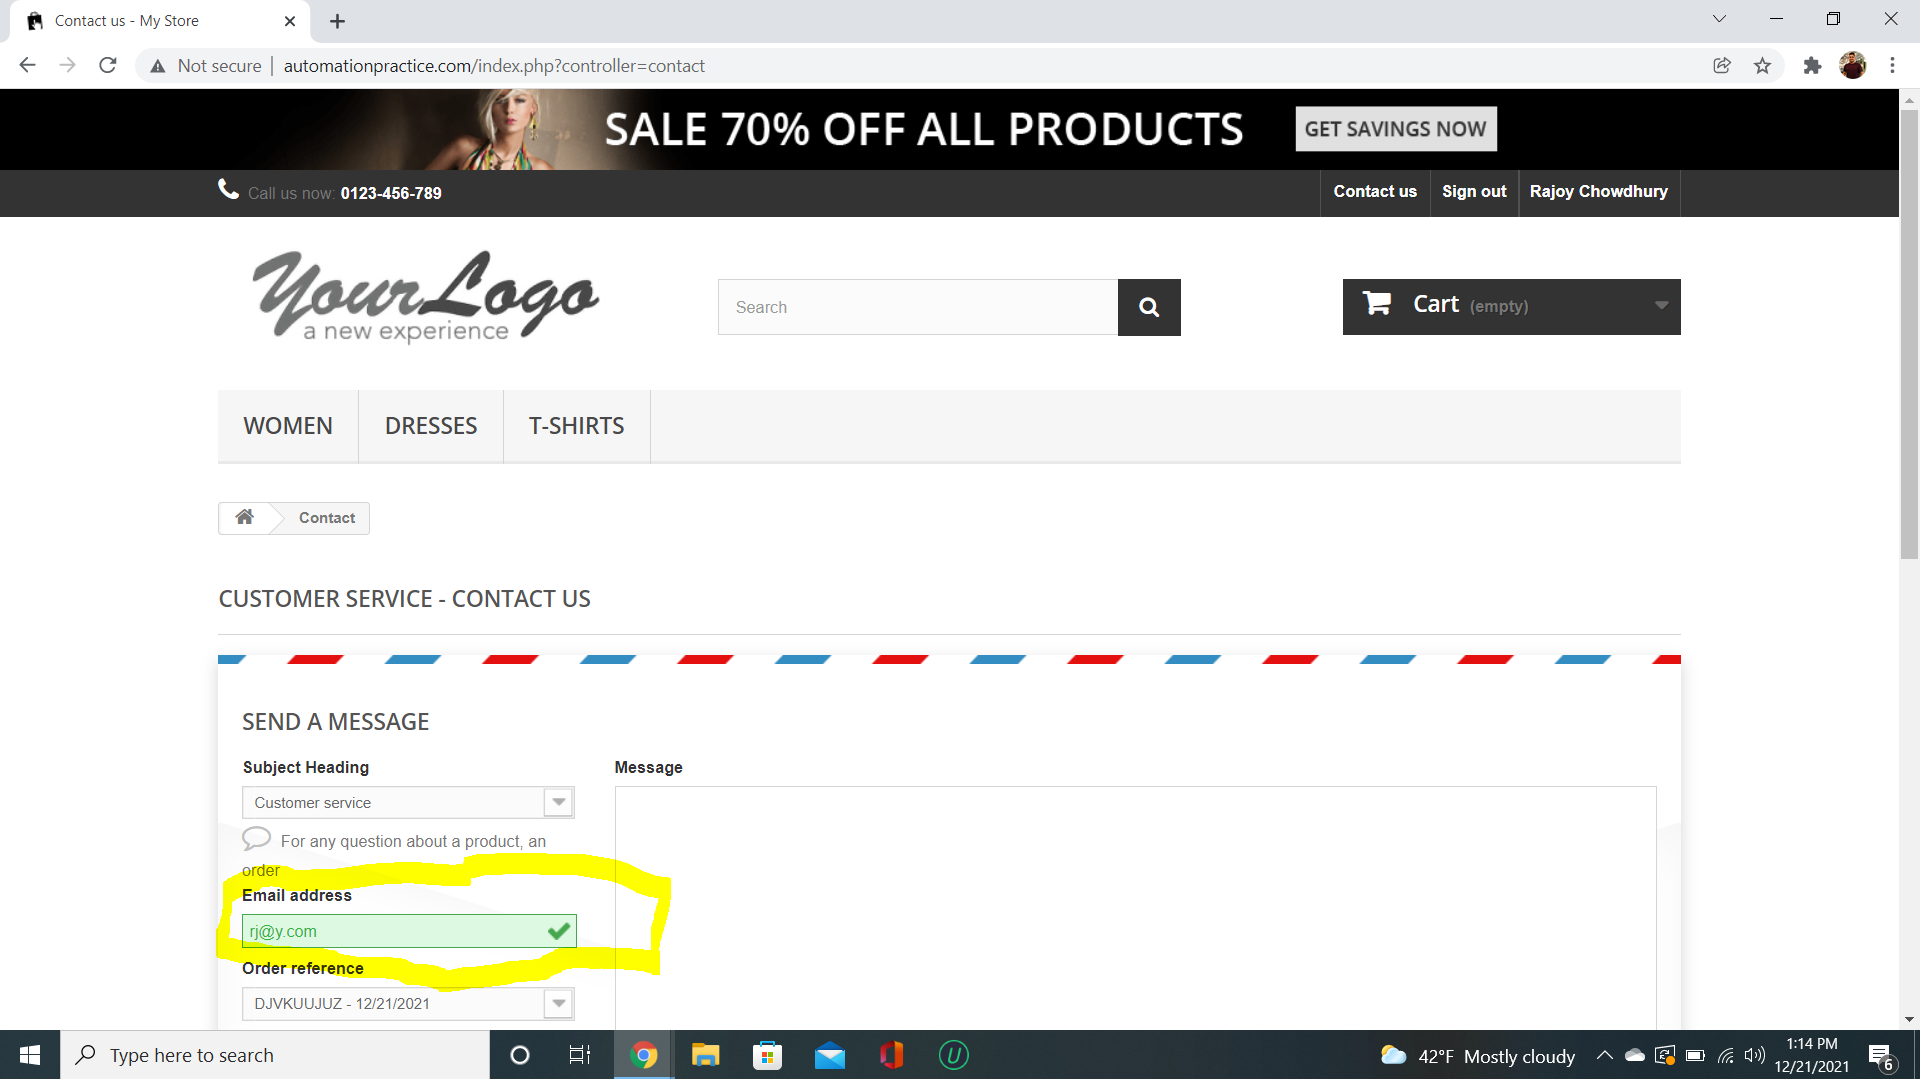 Contact us - My Store
Not secure | automationpractice.com/index.php?controller=contact
SALE 70% OFF ALL PRODUCTS GET SAVINGS NOW
Call us now: 0123-456-789 Contact us Sign out Rajoy Chowdhury
YourLogo
a new experience
Search
Cart (empty)
WOMEN DRESSES T-SHIRTS
Contact
CUSTOMER SERVICE - CONTACT US
SEND A MESSAGE
Subject Heading Message
Customer service
For any question about a product, an
order
Email address
rj@y.com
Order reference
DJVKUUJUZ - 12/21/2021
Type here to search
U
42°F Mostly cloudy
1:14 PM
12/21/2021
6